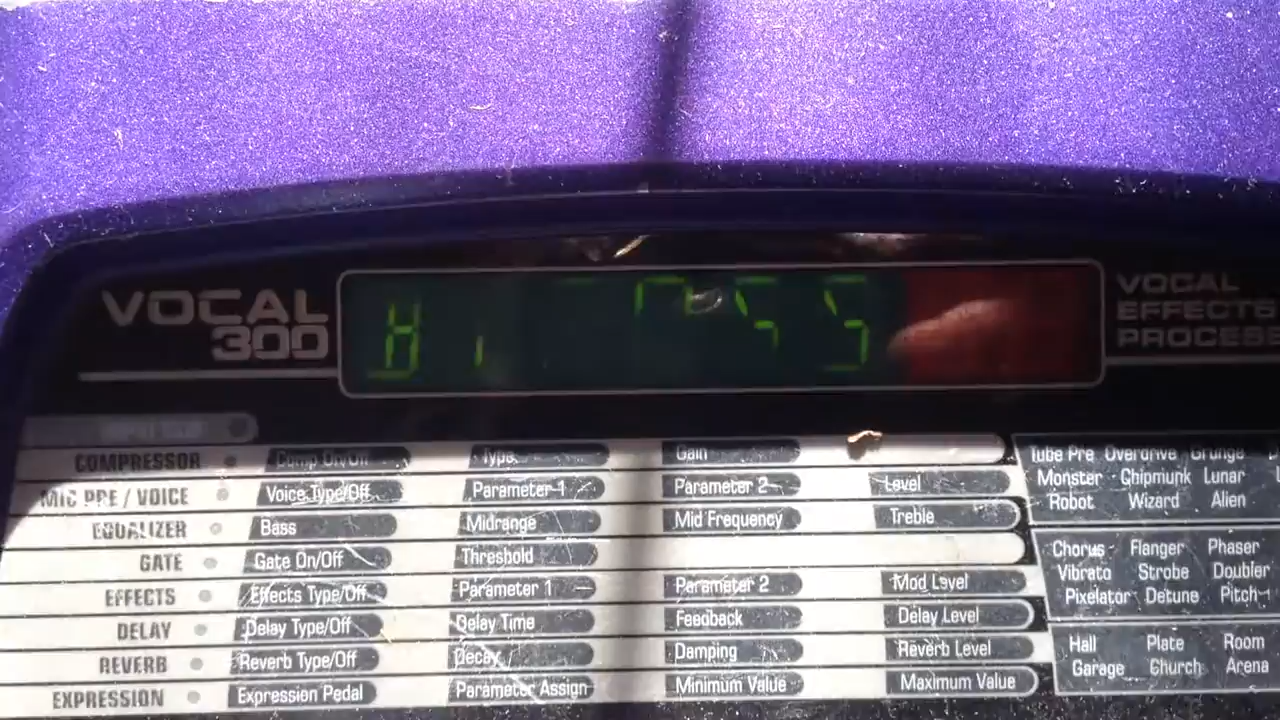 VOCAL
300
VOCAL
EFFECTS
COMPRESSOR Comp On/Off Type Gain
MIC PRE / VOICE Voice Type/Off Parameter 1 Parameter 2 Level
EQUALIZER Bass Midrange Mid Frequency Treble
GATE Gate On/Off Threshold
EFFECTS Effects Type/Off Parameter 1 Parameter 2 Mod Level
DELAY Delay Type/Off Delay Time Feedback Delay Level
REVERB Reverb Type/Off Decay Damping Reverb Level
EXPRESSION Expression Pedal Parameter Assign Minimum Value Maximum Value
Tube Pre Overdrive Grunge
Monster Chipmunk Lunar
Robot Wizard Alien
Chorus Flanger Phaser
Vibrato Strobe Doubler
Pixelator Detune Pitch
Hall Plate Room
Garage Church Arena